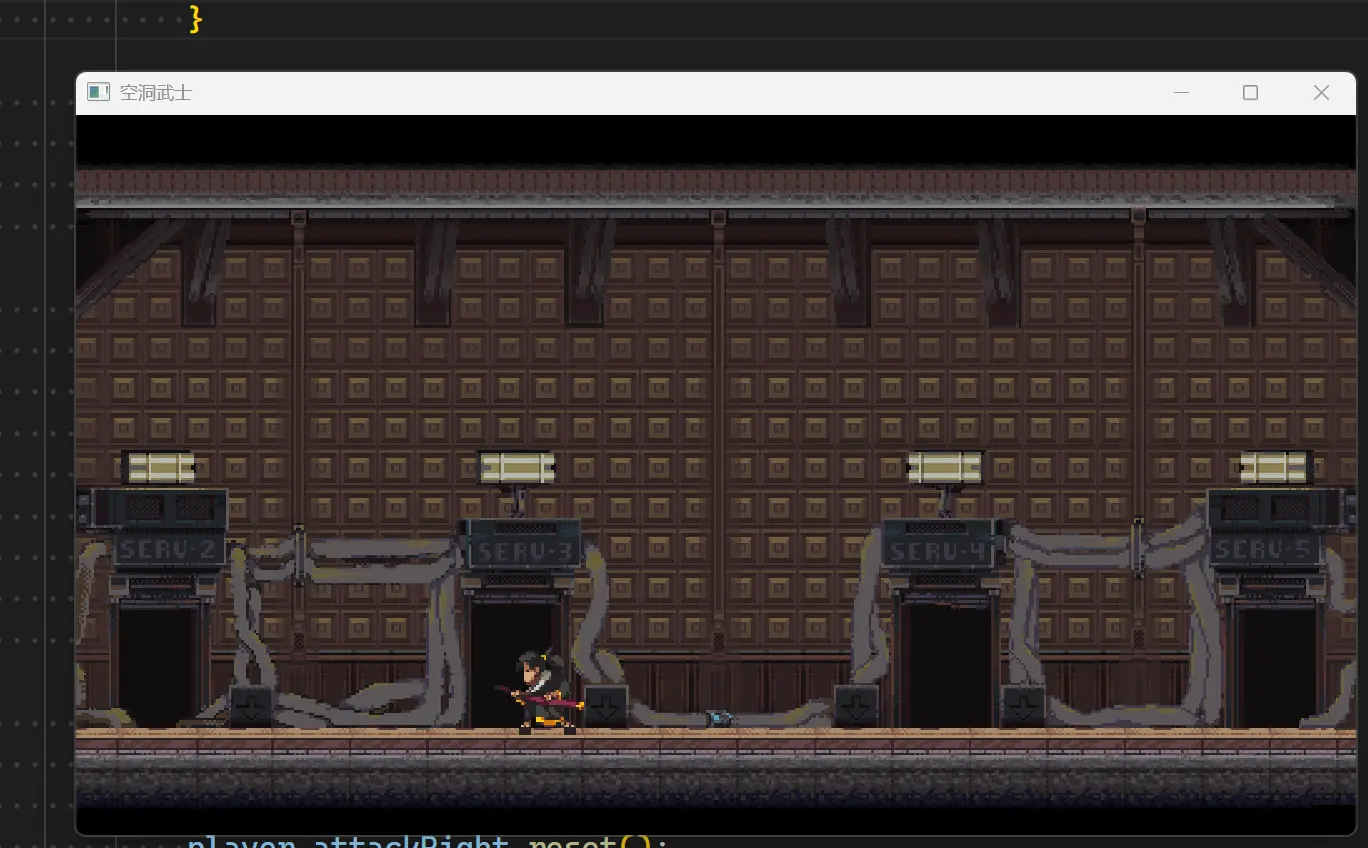 }
空洞武士
SERV-2
SERV-3
SERV-4
SERV-5
player.attackRight.reset();